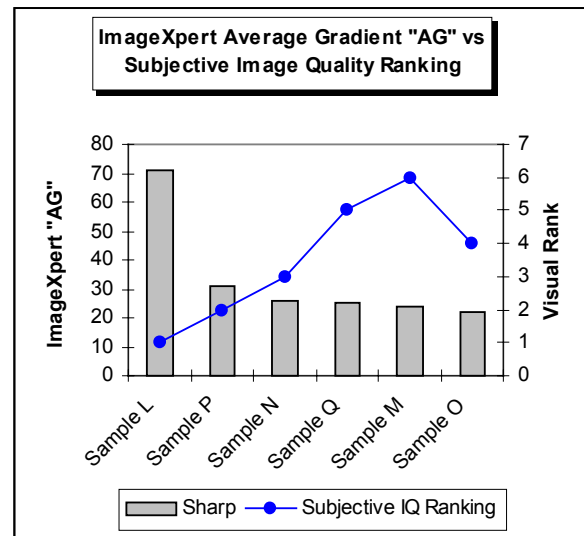 ImageXpert Average Gradient "AG" vs
Subjective Image Quality Ranking
ImageXpert "AG"
80
70
60
50
40
30
20
10
0
7
6
5
4
3
2
1
0
Visual Rank
Sample L
Sample P
Sample N
Sample Q
Sample M
Sample O
Sharp
Subjective IQ Ranking